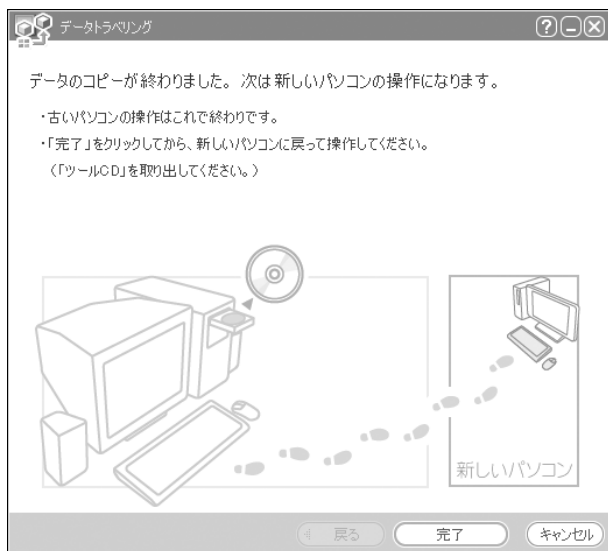 データトラベリング
データのコピーが終わりました。次は新しいパソコンの操作になります。
・古いパソコンの操作はこれで終わりです。
・「完了」をクリックしてから、新しいパソコンに戻って操作してください。
（「ツールCD」を取り出してください。）
新しいパソコン
戻る
完了
キャンセル